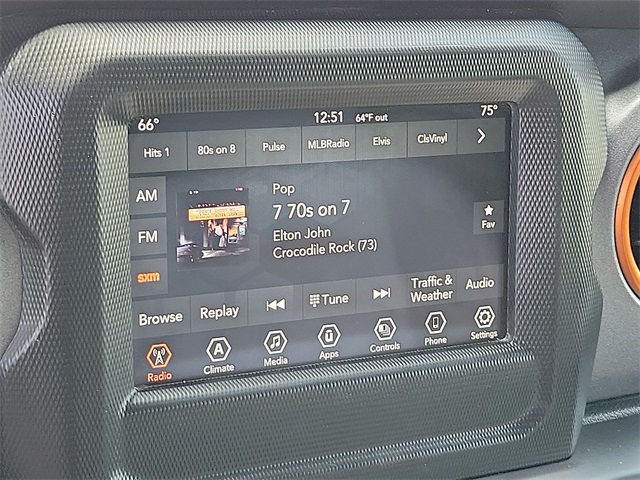 66° 12:51 64°F out 75°
Hits 1 80s on 8 Pulse MLBRadio Elvis ClsVinyl
AM
Pop
7 70s on 7
FM
Elton John
Crocodile Rock (73)
Fav
sxm
Browse Replay Tune Traffic & Weather Audio
Radio Climate Media Apps Controls Phone Settings